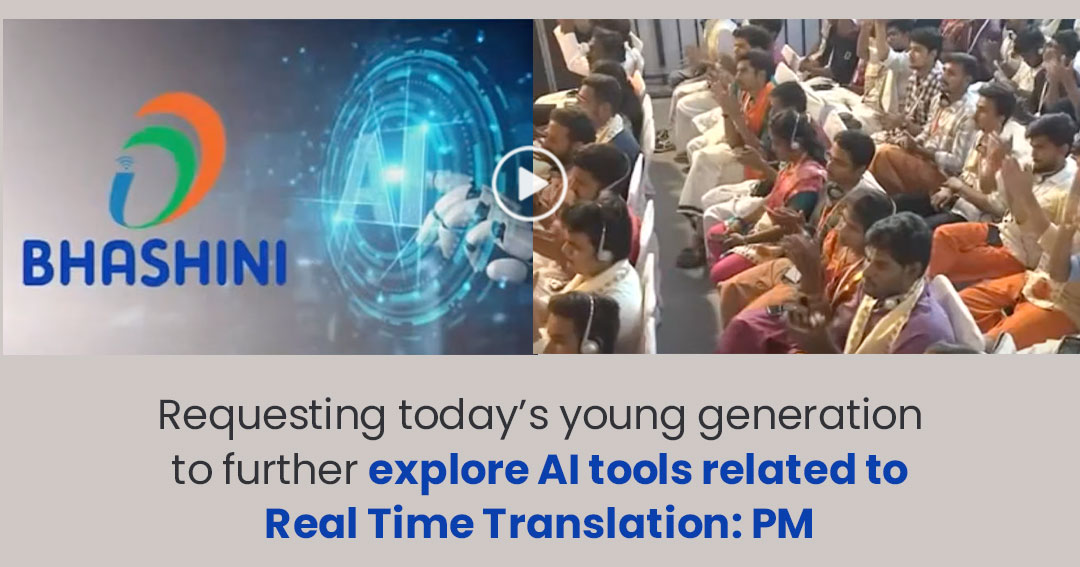 BHASHINI
AI
Requesting today’s young generation
to further explore AI tools related to
Real Time Translation: PM